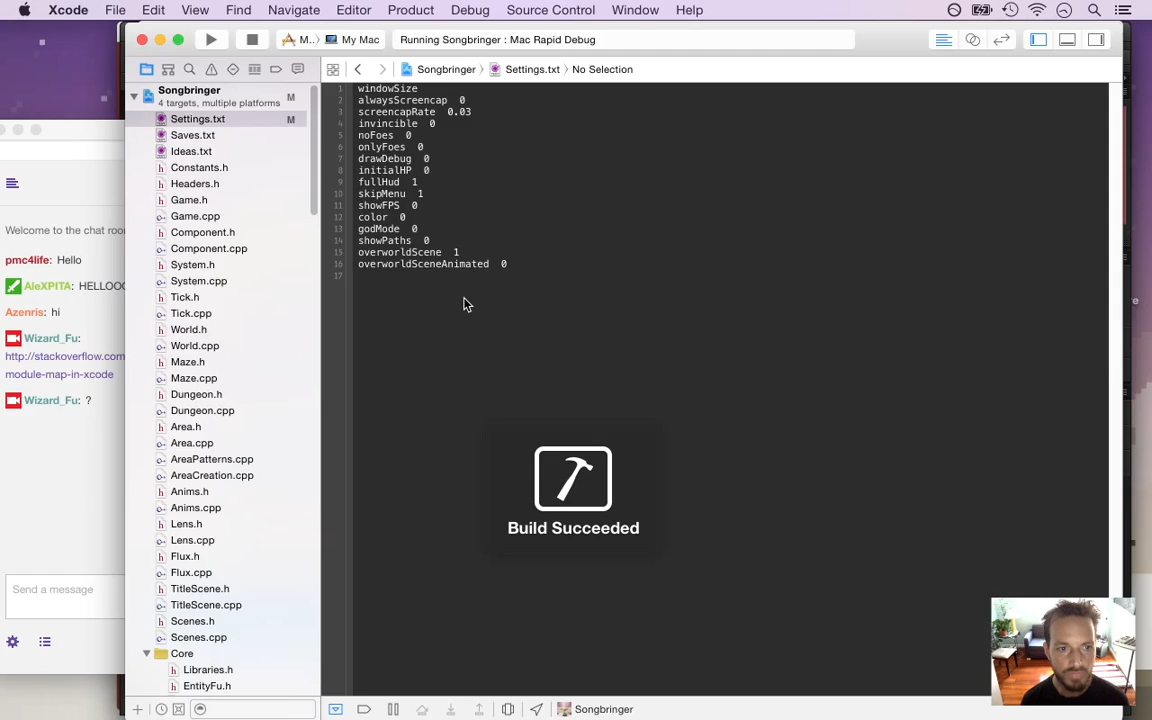 Xcode File Edit View Find Navigate Editor Product Debug Source Control Window Help
M.. My Mac Running Songbringer : Mac Rapid Debug
Songbringer Settings.txt No Selection
Songbringer
4 targets, multiple platforms
M
Settings.txt M
Saves.txt
Ideas.txt
Constants.h
Headers.h
Game.h
Game.cpp
Component.h
Component.cpp
System.h
System.cpp
Tick.h
Tick.cpp
World.h
World.cpp
Maze.h
Maze.cpp
Dungeon.h
Dungeon.cpp
Area.h
Area.cpp
AreaPatterns.cpp
AreaCreation.cpp
Anims.h
Anims.cpp
Lens.h
Lens.cpp
Flux.h
Flux.cpp
TitleScene.h
TitleScene.cpp
Scenes.h
Scenes.cpp
Core
Libraries.h
EntityFu.h
1 windowSize
2 alwaysScreencap 0
3 screencapRate 0.03
4 invincible 0
5 noFoes 0
6 onlyFoes 0
7 drawDebug 0
8 initialHP 0
9 fullHud 1
10 skipMenu 1
11 showFPS 0
12 color 0
13 godMode 0
14 showPaths 0
15 overworldScene 1
16 overworldSceneAnimated 0
17
Build Succeeded
Songbringer
Welcome to the chat room
pmc4life: Hello
AleXPITA: HELLOOO
Azenris: hi
Wizard_Fu:
http://stackoverflow.com
module-map-in-xcode
Wizard_Fu: ?
Send a message